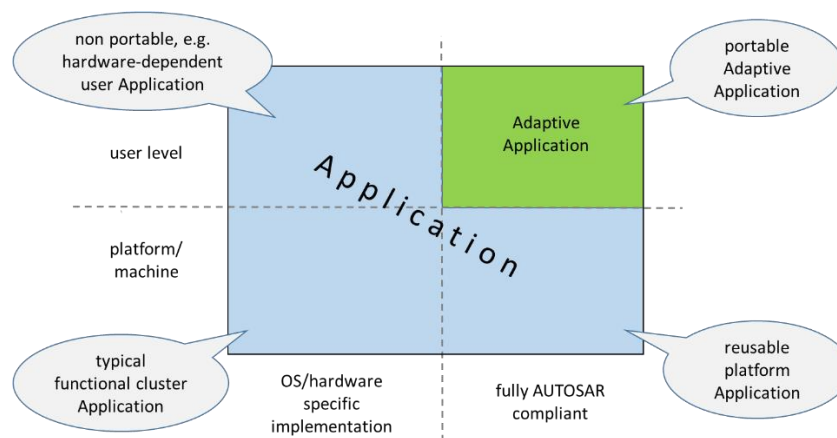 non portable, e.g.
hardware-dependent
user Application
portable
Adaptive
Application
Adaptive
Application
user level
Application
platform/
machine
typical
functional cluster
Application
reusable
platform
Application
OS/hardware
specific
implementation
fully AUTOSAR
compliant